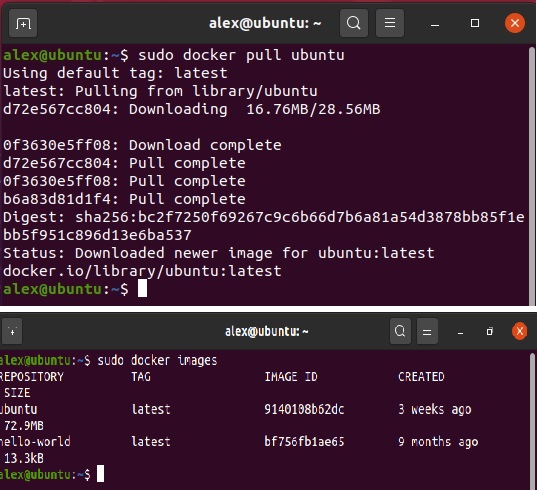 alex@ubuntu: ~
alex@ubuntu:~$ sudo docker pull ubuntu
Using default tag: latest
latest: Pulling from library/ubuntu
d72e567cc804: Downloading  16.76MB/28.56MB
0f3630e5ff08: Download complete
d72e567cc804: Pull complete
0f3630e5ff08: Pull complete
b6a83d81d1f4: Pull complete
Digest: sha256:bc2f7250f69267c9c6b66d7b6a81a54d3878bb85f1e
bb5f951c896d13e6ba537
Status: Downloaded newer image for ubuntu:latest
docker.io/library/ubuntu:latest
alex@ubuntu:~$
alex@ubuntu: ~
alex@ubuntu:~$ sudo docker images
REPOSITORY TAG IMAGE ID CREATED
SIZE
ubuntu latest 9140108b62dc 3 weeks ago
72.9MB
hello-world latest bf756fb1ae65 9 months ago
13.3kB
alex@ubuntu:~$